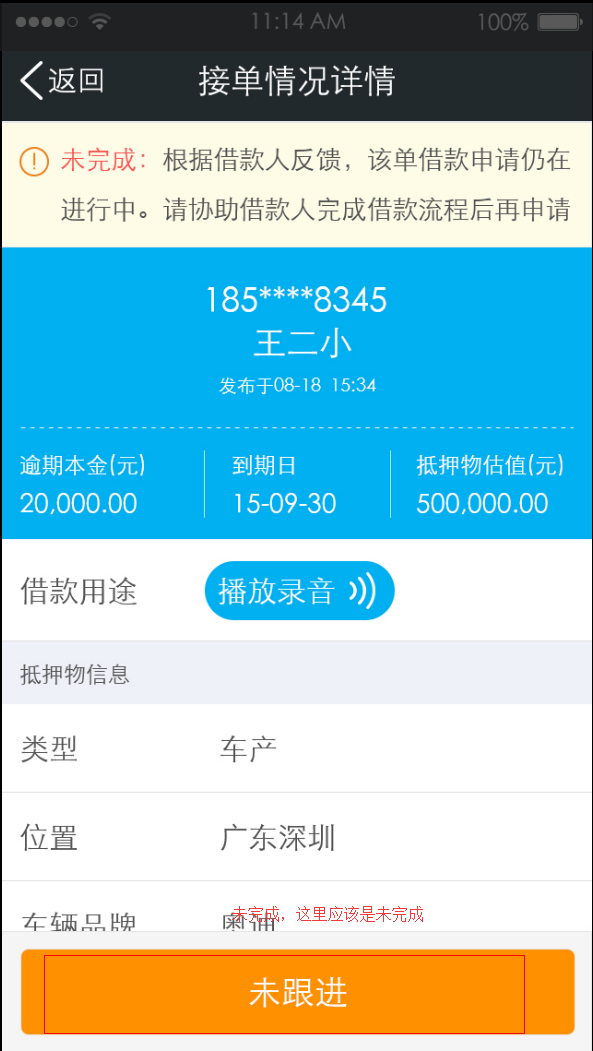 11:14 AM 100%
返回 接单情况详情
未完成：根据借款人反馈，该单借款申请仍在
进行中。请协助借款人完成借款流程后再申请
185****8345
王二小
发布于08-18 15:34
逾期本金(元) 到期日 抵押物估值(元)
20,000.00 15-09-30 500,000.00
借款用途 播放录音
抵押物信息
类型 车产
位置 广东深圳
未完成，这里应该是未完成
车辆品牌 奥迪
未跟进